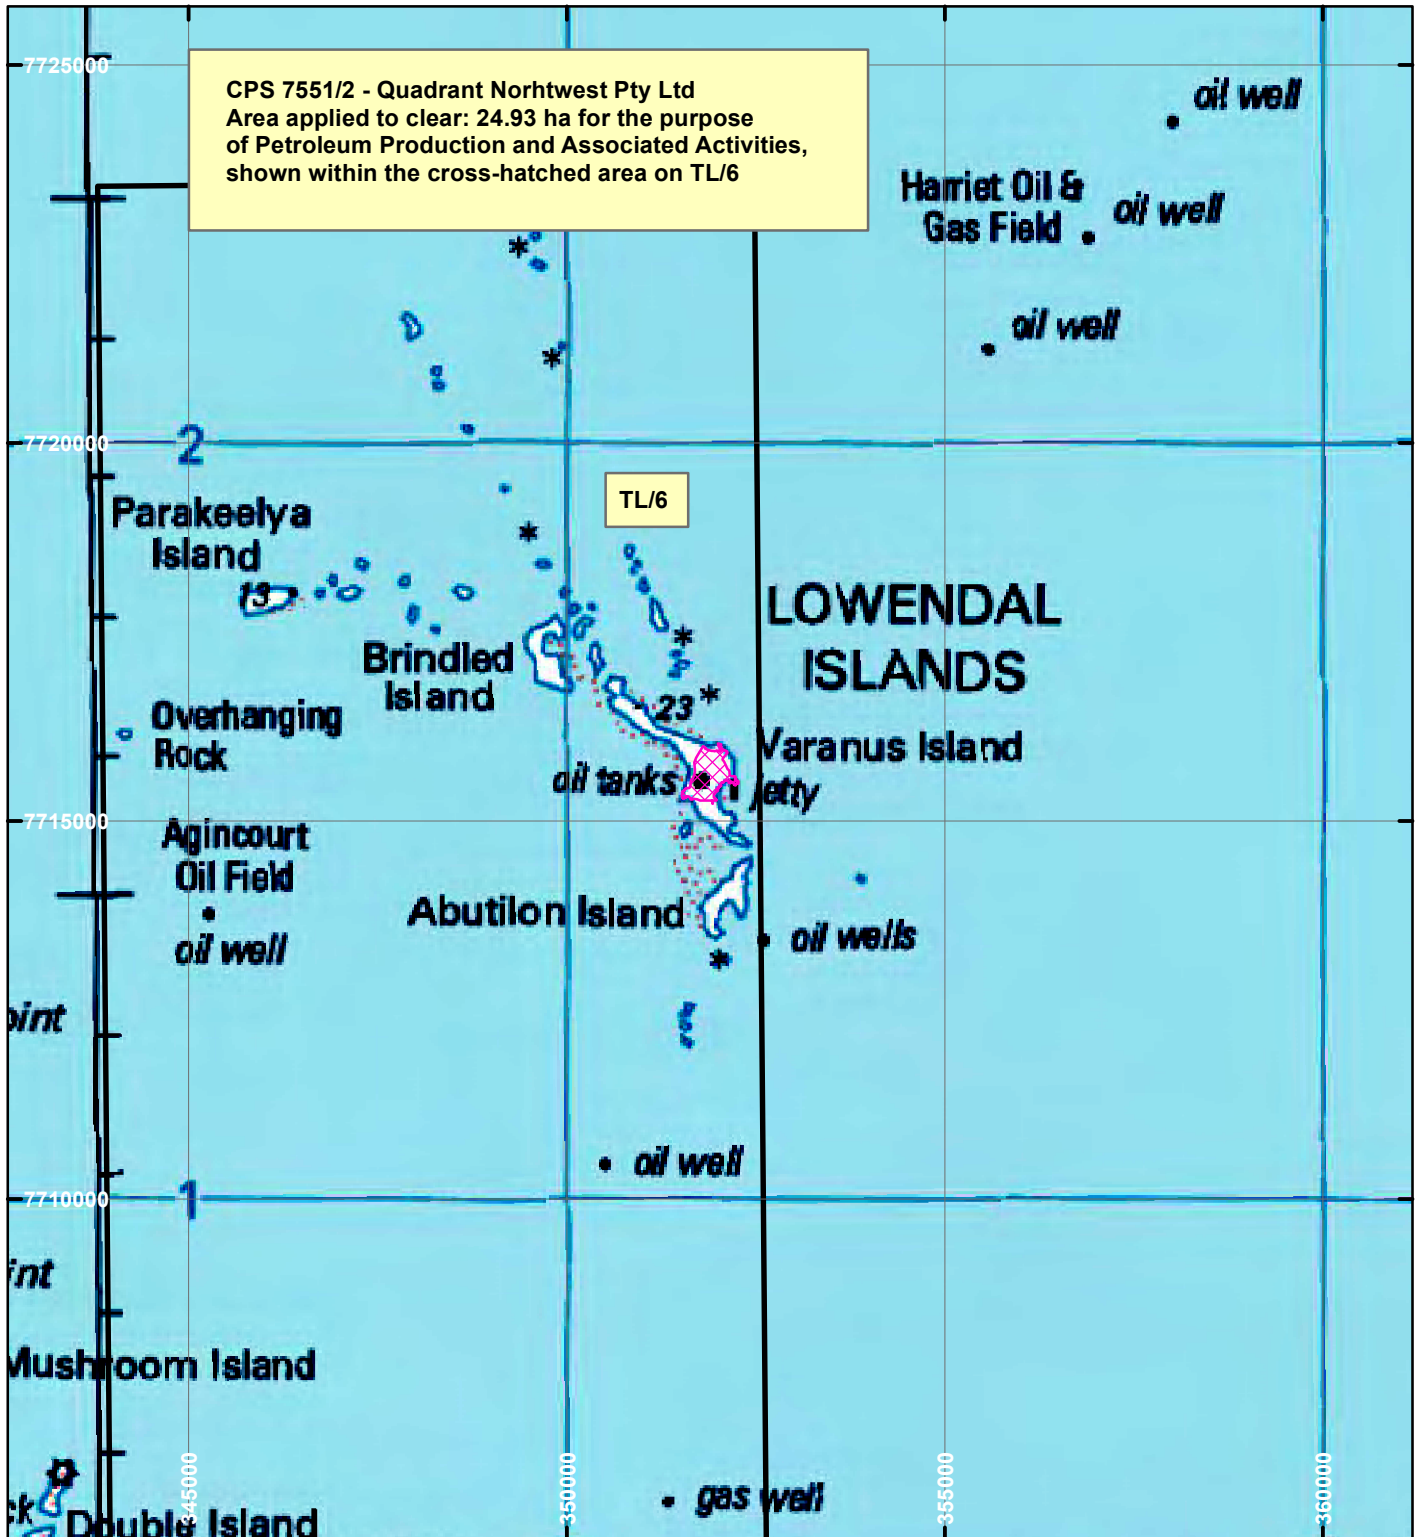 7725000
CPS 7551/2 - Quadrant Norhtwest Pty Ltd
Area applied to clear: 24.93 ha for the purpose
of Petroleum Production and Associated Activities,
shown within the cross-hatched area on TL/6
oil well
Harriet Oil &
Gas Field
oil well
oil well
7720000
2
TL/6
Parakeelya
Island
13
LOWENDAL
ISLANDS
Brindled
Island
23
Overhanging
Rock
Varanus Island
oil tanks
jetty
7715000
Agincourt
Oil Field
oil well
Abutilon Island
oil wells
oint
oil well
7710000
1
int
Mushroom Island
345000
350000
355000
360000
gas well
ck
Double Island